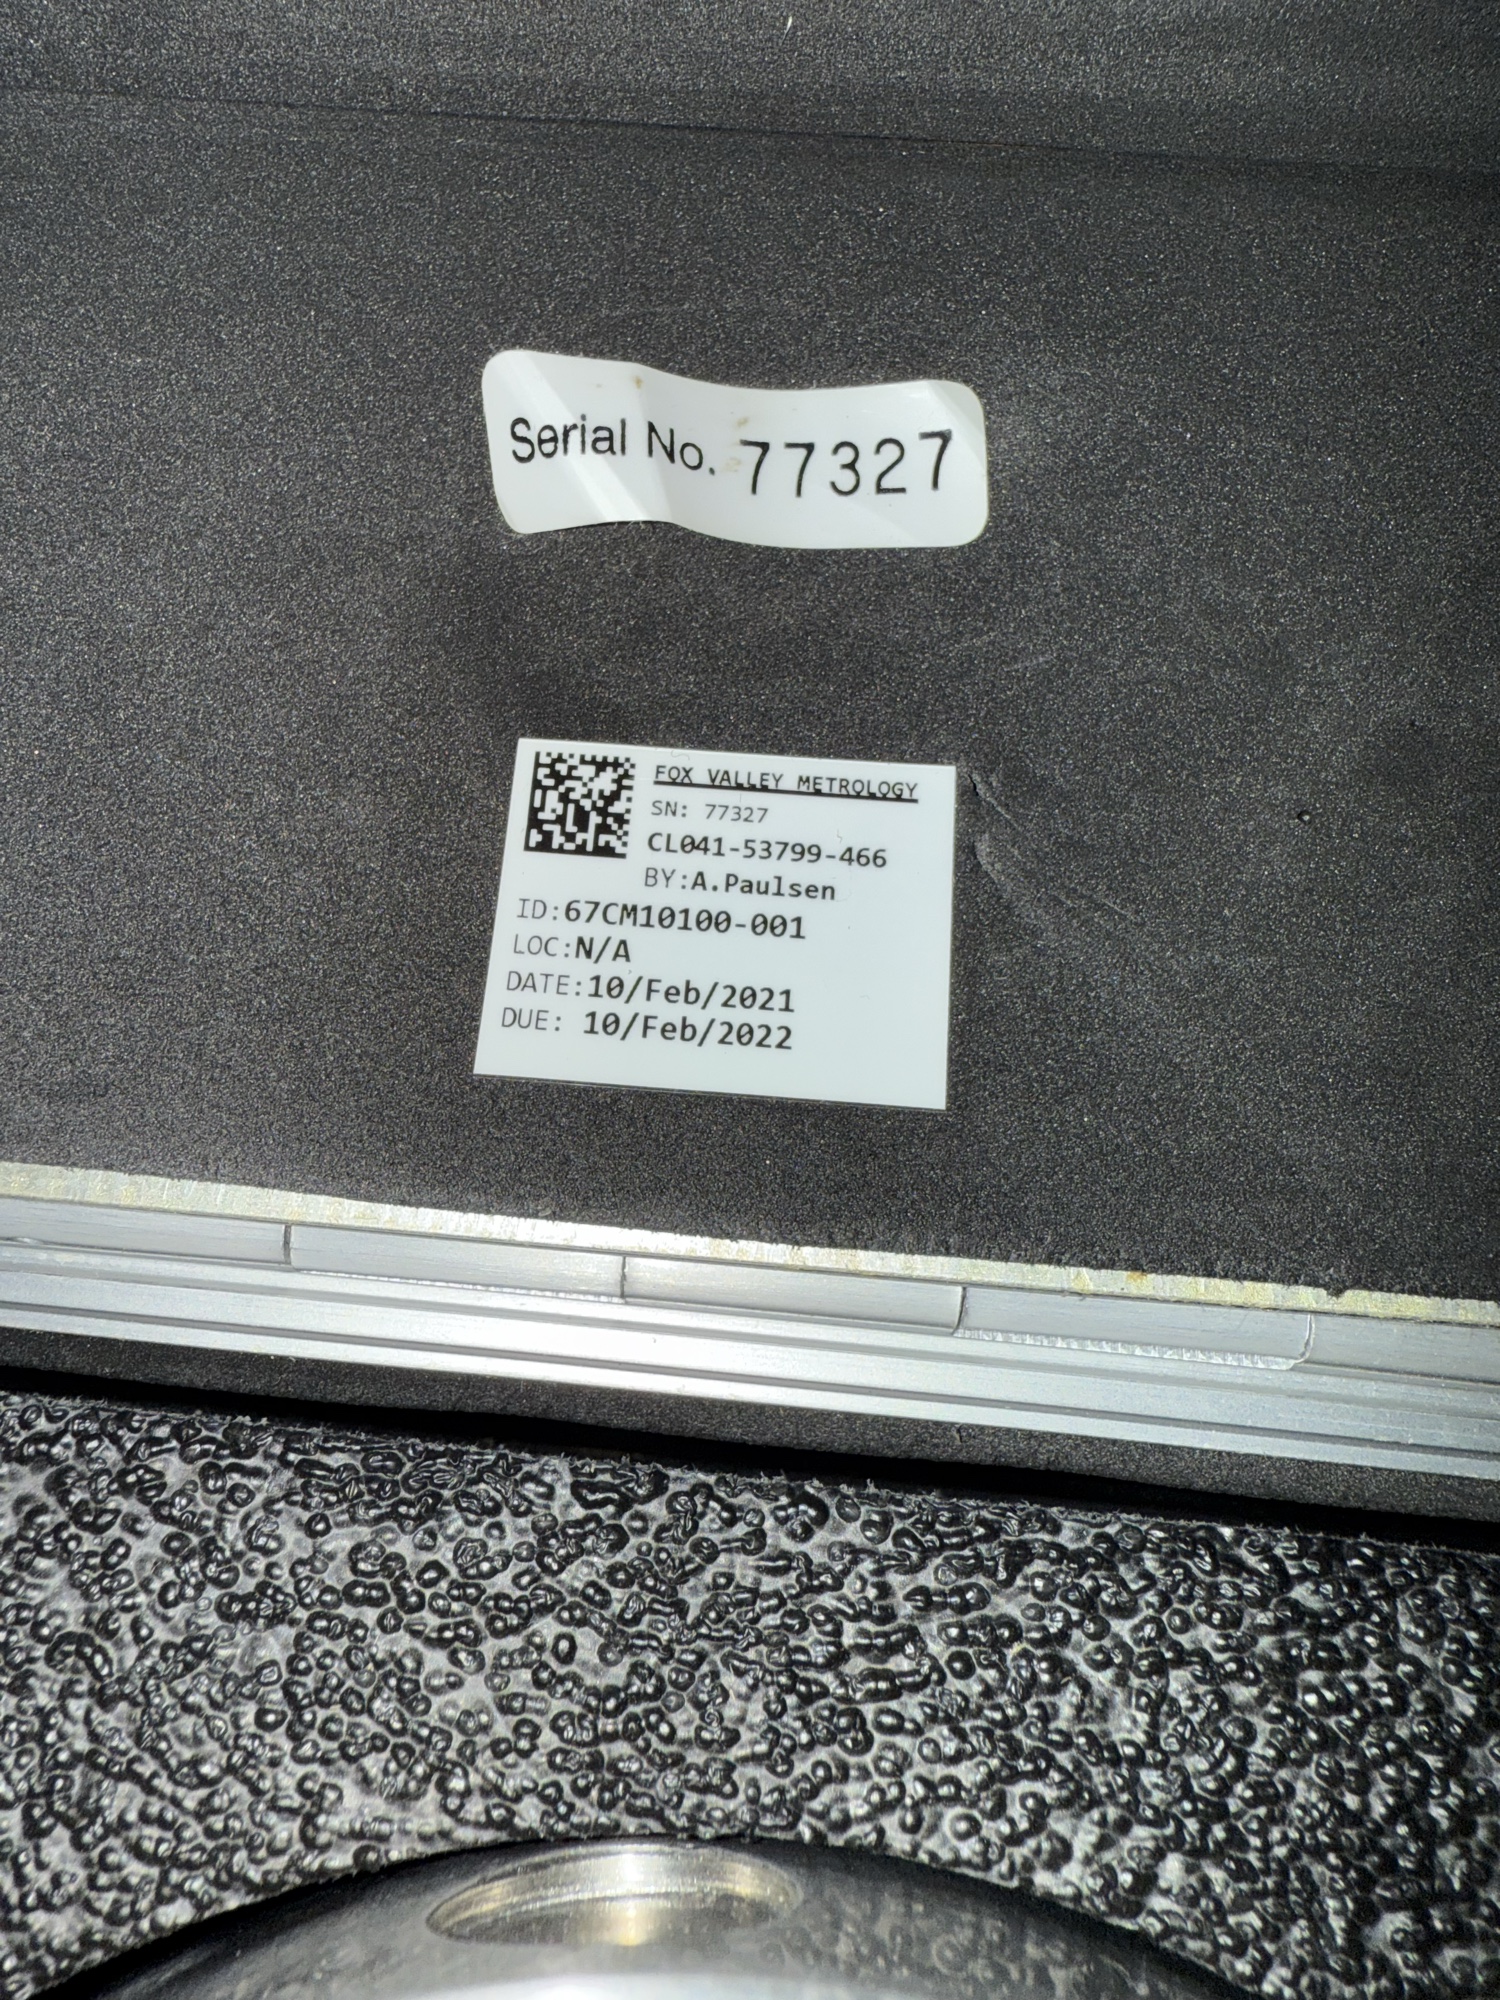 Serial No. 77327
FOX VALLEY METROLOGY
SN: 77327
CL041-53799-466
BY:A.Paulsen
ID:67CM10100-001
LOC:N/A
DATE:10/Feb/2021
DUE: 10/Feb/2022